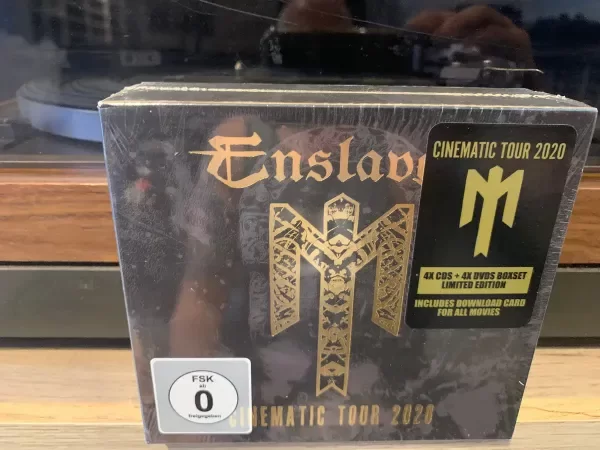 Enslave
CINEMATIC TOUR 2020
4X CDS + 4X DVDS BOXSET
LIMITED EDITION
INCLUDES DOWNLOAD CARD
FOR ALL MOVIES
FSK
ab
0
freigegeben
CINEMATIC TOUR 2020